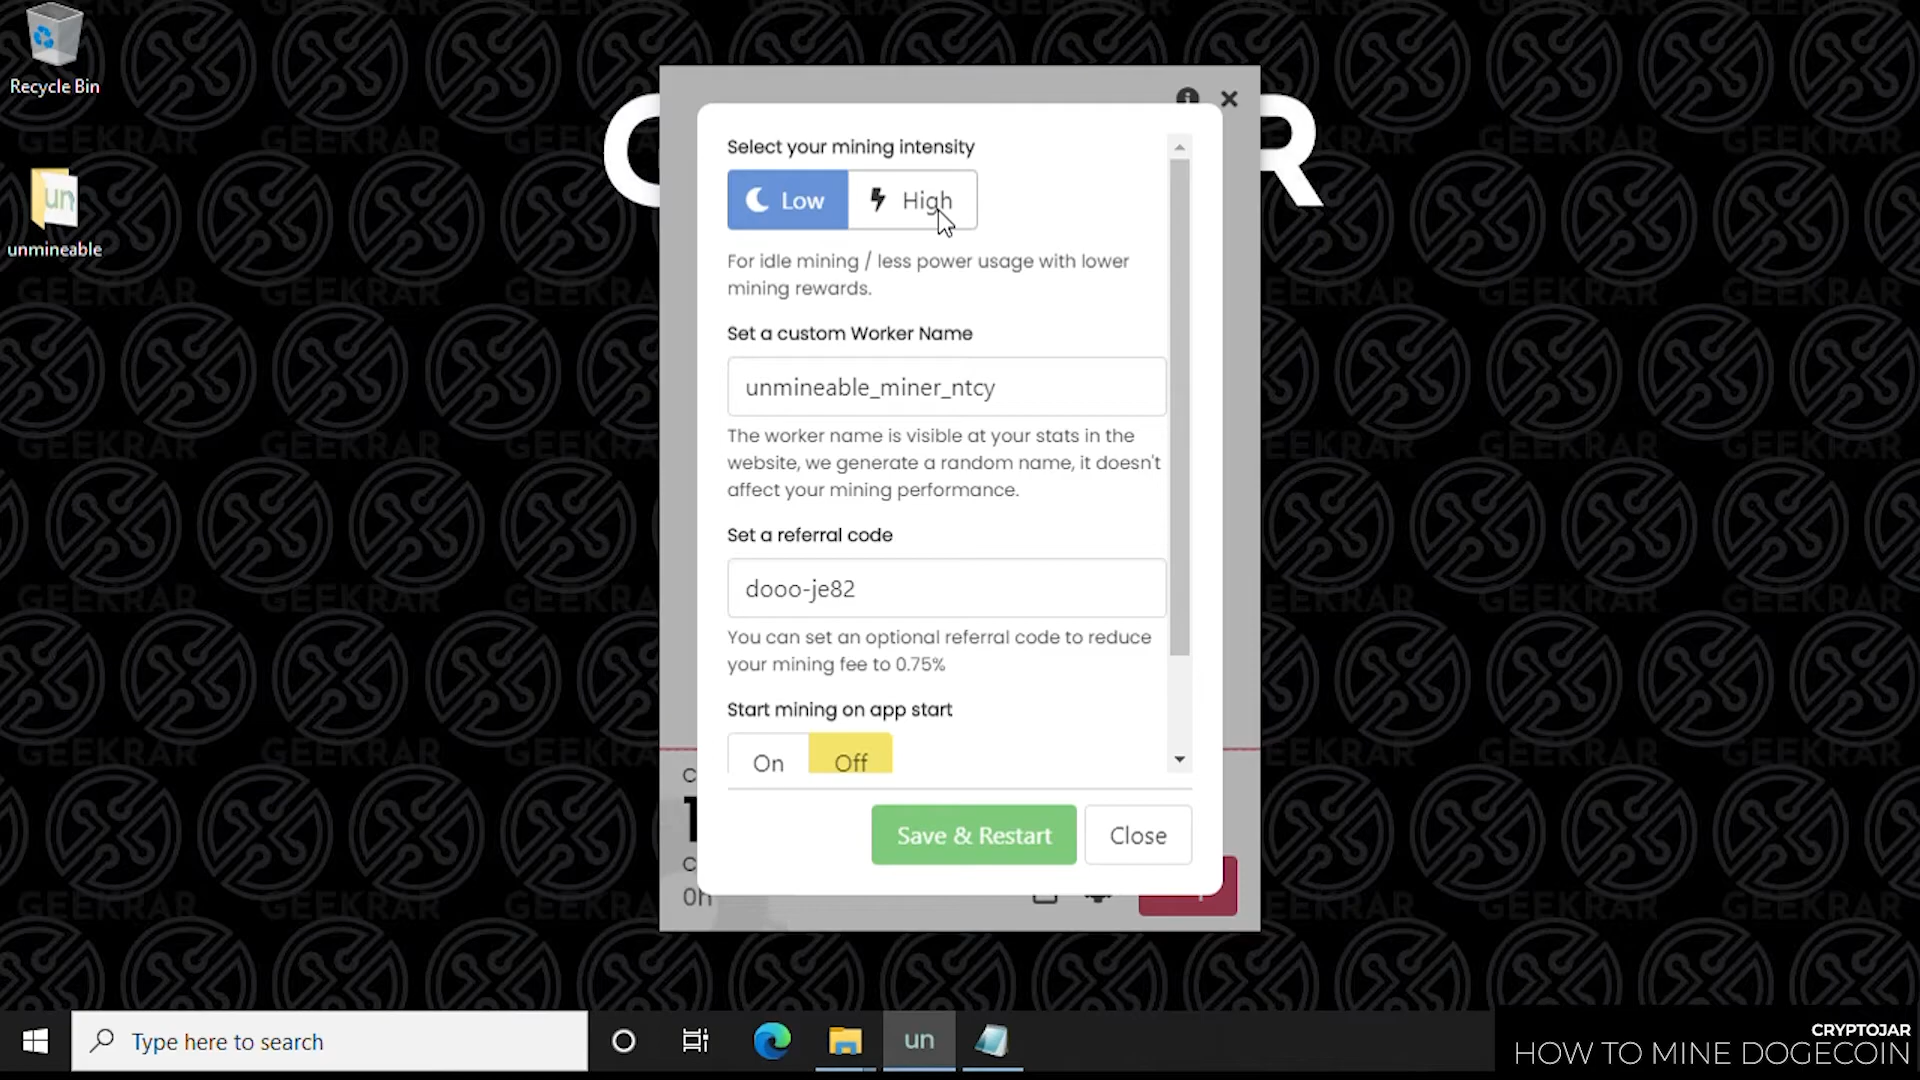 Recycle Bin
unmineable
Select your mining intensity
Low
High
For idle mining / less power usage with lower
mining rewards.
Set a custom Worker Name
unmineable_miner_ntcy
The worker name is visible at your stats in the
website, we generate a random name, it doesn't
affect your mining performance.
Set a referral code
dooo-je82
You can set an optional referral code to reduce
your mining fee to 0.75%
Start mining on app start
On
Off
Save & Restart
Close
0h
Type here to search
un
CRYPTOJAR
HOW TO MINE DOGECOIN
GEEKRAR